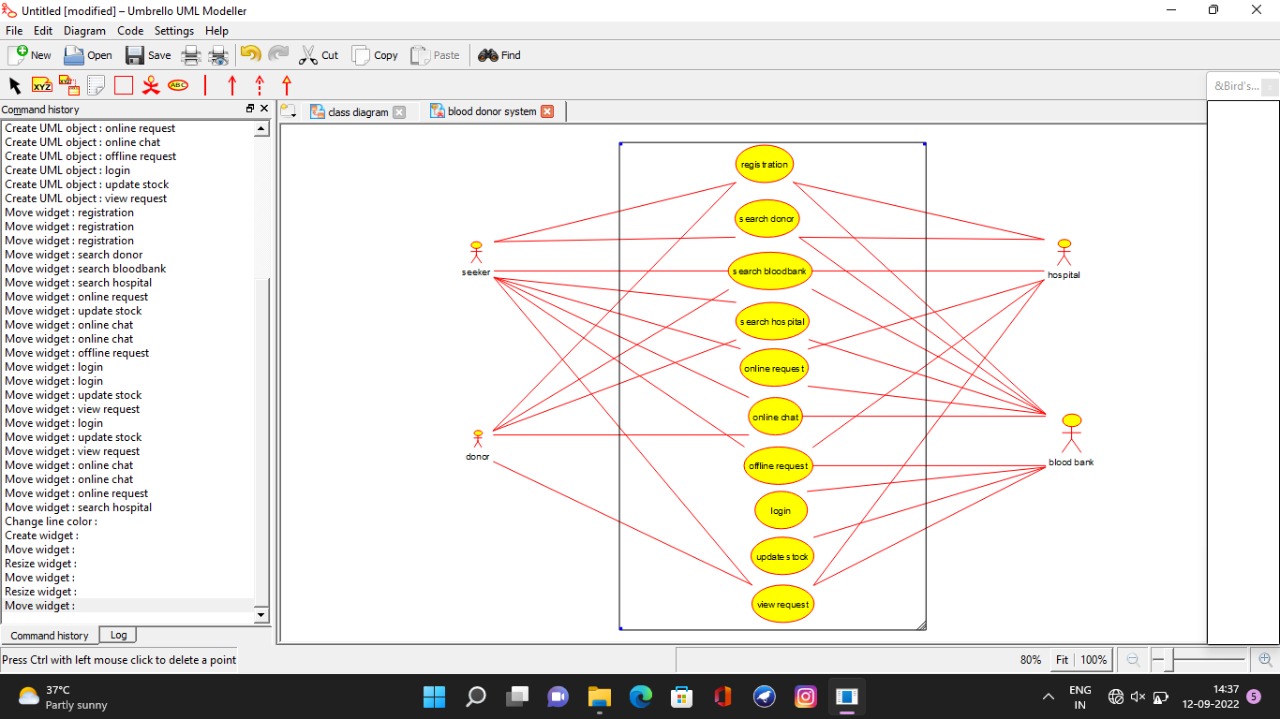 Untitled [modified] – Umbrello UML Modeller
File Edit Diagram Code Settings Help
New Open Save Cut Copy Paste Find
XYZ ABC
&Bird's...
Command history
class diagram blood donor system
Create UML object : online request
Create UML object : online chat
Create UML object : offline request
Create UML object : login
Create UML object : update stock
Create UML object : view request
Move widget : registration
Move widget : registration
Move widget : registration
Move widget : search donor
Move widget : search bloodbank
Move widget : search hospital
Move widget : online request
Move widget : update stock
Move widget : online chat
Move widget : online chat
Move widget : offline request
Move widget : login
Move widget : login
Move widget : update stock
Move widget : view request
Move widget : login
Move widget : update stock
Move widget : view request
Move widget : online chat
Move widget : online chat
Move widget : online request
Move widget : search hospital
Change line color :
Create widget :
Move widget :
Resize widget :
Move widget :
Resize widget :
Move widget :
Command history Log
registration
search donor
seeker
search bloodbank
hospital
search hospital
online request
online chat
donor
offline request
blood bank
login
update stock
view request
Press Ctrl with left mouse click to delete a point
80% Fit 100%
37°C
Partly sunny
ENG
IN
14:37
12-09-2022
5